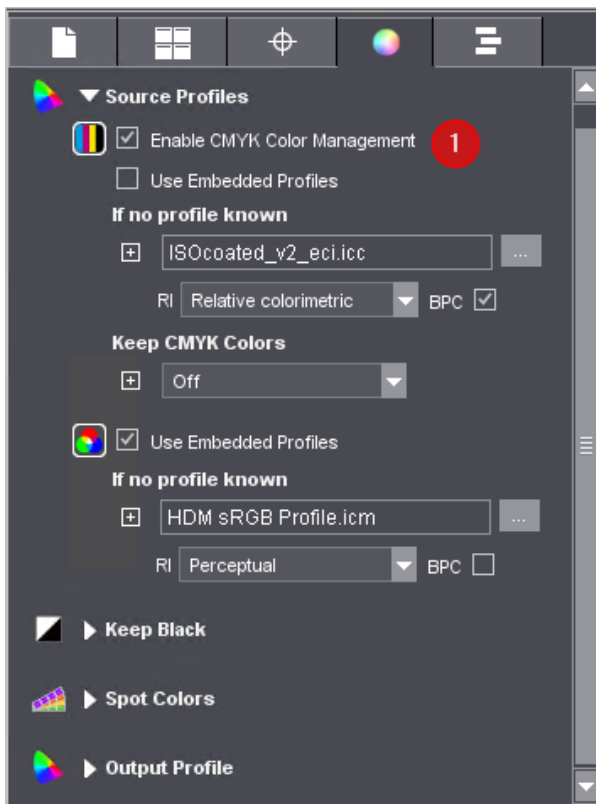 Source Profiles
Enable CMYK Color Management
1
Use Embedded Profiles
If no profile known
ISOcoated_v2_eci.icc
...
RI Relative colorimetric BPC
Keep CMYK Colors
Off
Use Embedded Profiles
If no profile known
HDM sRGB Profile.icm
...
RI Perceptual BPC
Keep Black
Spot Colors
Output Profile